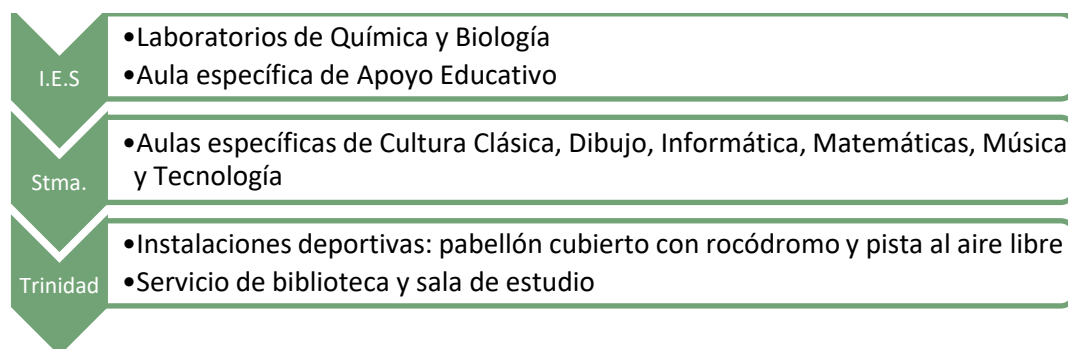 I.E.S
•Laboratorios de Química y Biología
•Aula específica de Apoyo Educativo
Stma.
•Aulas específicas de Cultura Clásica, Dibujo, Informática, Matemáticas, Música
y Tecnología
Trinidad
•Instalaciones deportivas: pabellón cubierto con rocódromo y pista al aire libre
•Servicio de biblioteca y sala de estudio